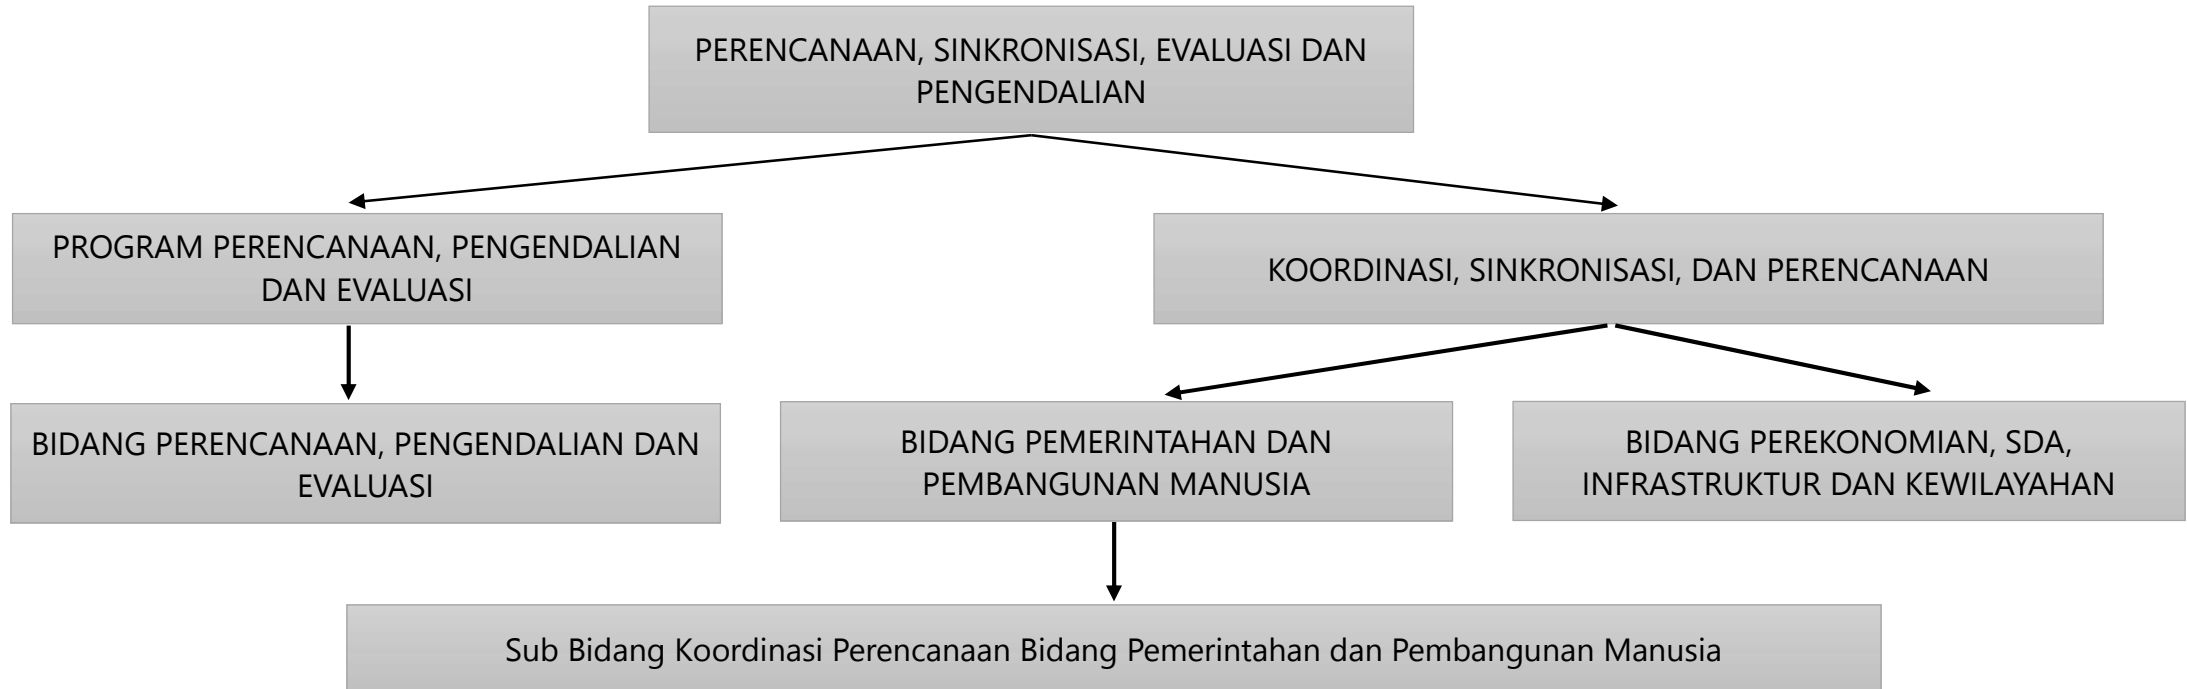 PERENCANAAN, SINKRONISASI, EVALUASI DAN
PENGENDALIAN
PROGRAM PERENCANAAN, PENGENDALIAN
DAN EVALUASI
KOORDINASI, SINKRONISASI, DAN PERENCANAAN
BIDANG PERENCANAAN, PENGENDALIAN DAN
EVALUASI
BIDANG PEMERINTAHAN DAN
PEMBANGUNAN MANUSIA
BIDANG PEREKONOMIAN, SDA,
INFRASTRUKTUR DAN KEWILAYAHAN
Sub Bidang Koordinasi Perencanaan Bidang Pemerintahan dan Pembangunan Manusia